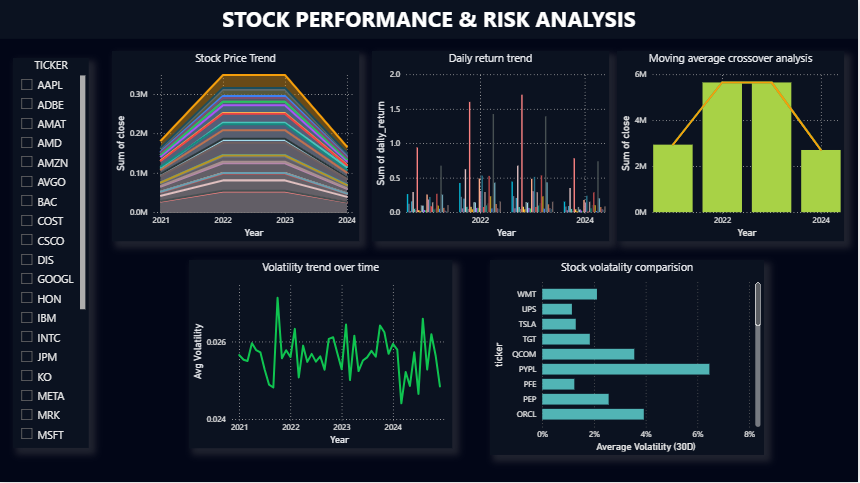 STOCK PERFORMANCE & RISK ANALYSIS
TICKER
AAPL
ADBE
AMAT
AMD
AMZN
AVGO
BAC
COST
CSCO
DIS
GOOGL
HON
IBM
INTC
JPM
KO
META
MRK
MSFT
Stock Price Trend
Sum of close
0.3M
0.2M
0.1M
0.0M
2021 2022 2023 2024
Year
Daily return trend
Sum of daily_return
2.0
1.5
1.0
0.5
0.0
2022 2024
Year
Moving average crossover analysis
Sum of close
6M
4M
2M
0M
2022 2024
Year
Volatility trend over time
Avg Volatility
0.026
0.024
2021 2022 2023 2024
Year
Stock volatality comparision
ticker
WMT
UPS
TSLA
TGT
QCOM
PYPL
PFE
PEP
ORCL
0% 2% 4% 6% 8%
Average Volatility (30D)